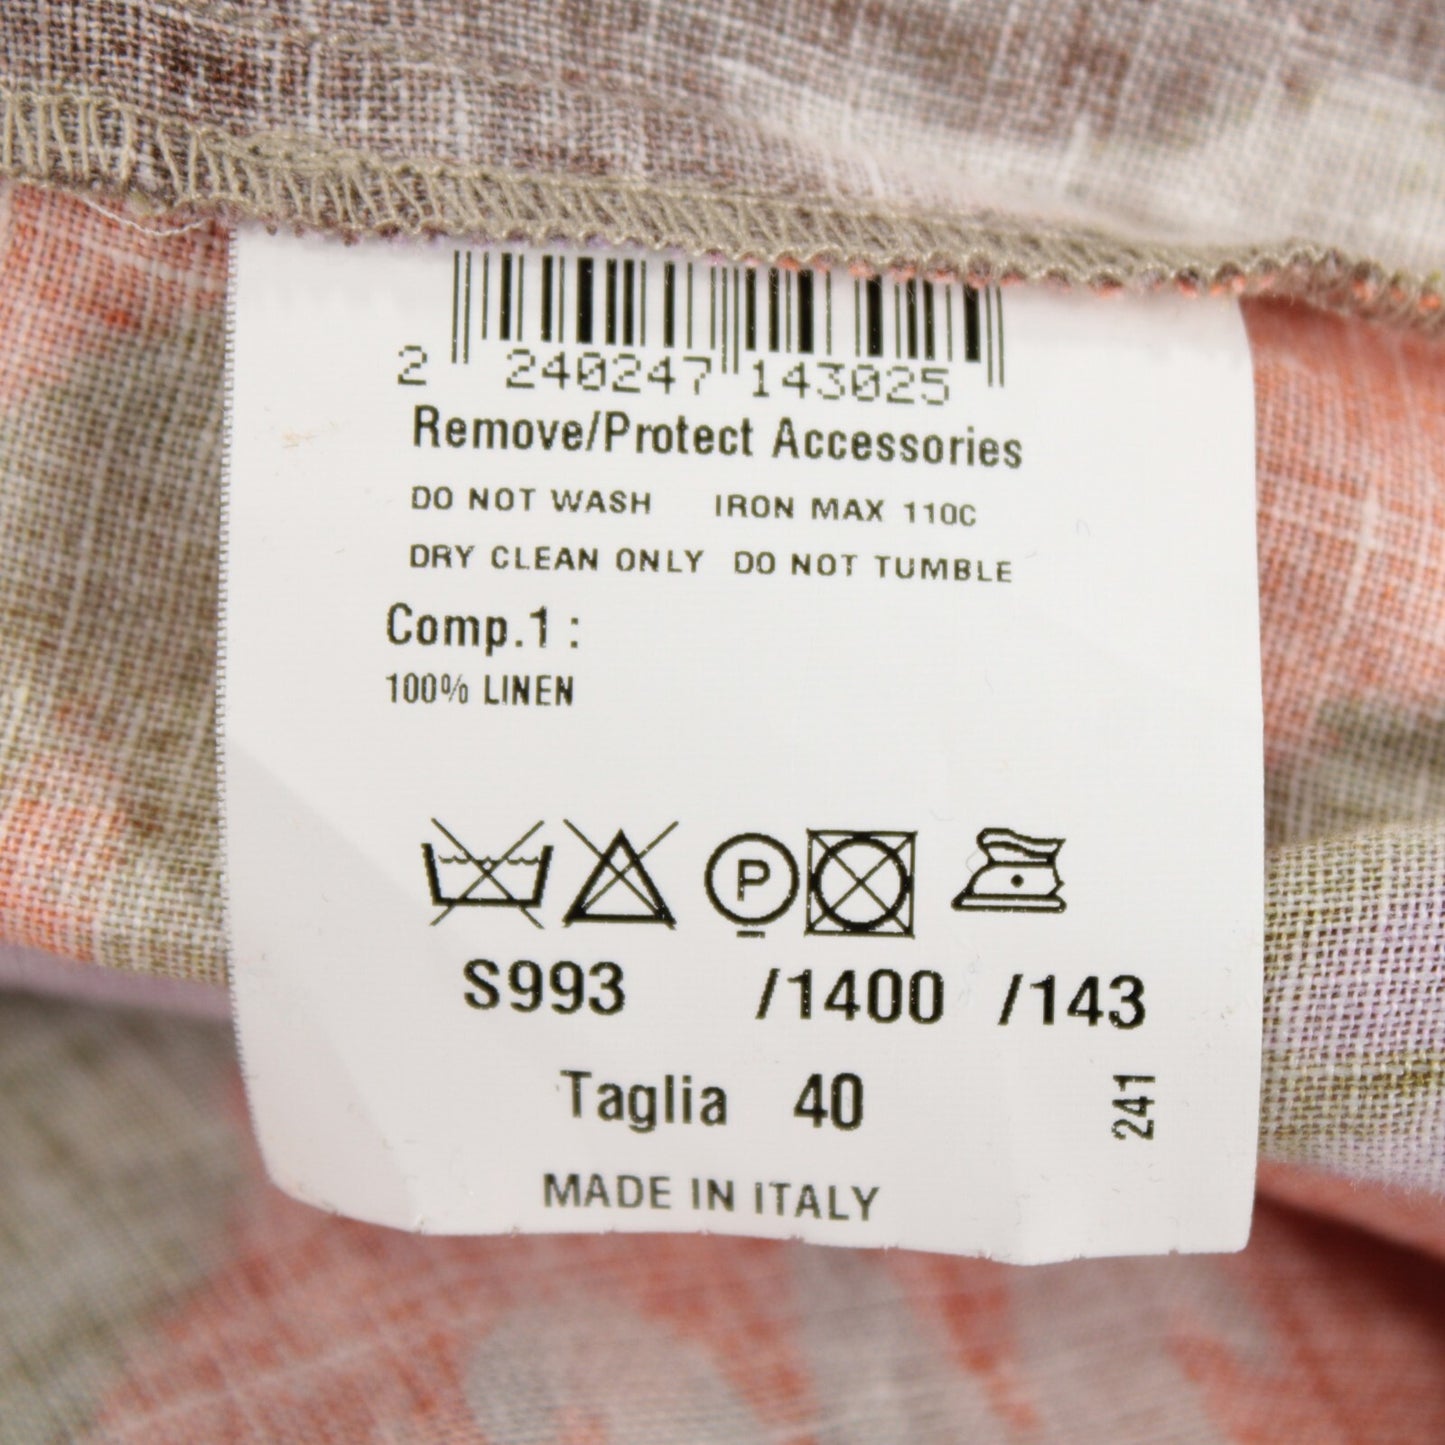 2 240247 143025
Remove/Protect Accessories
DO NOT WASH IRON MAX 110C
DRY CLEAN ONLY DO NOT TUMBLE
Comp.1 :
100% LINEN
P
S993 /1400 /143
Taglia 40
241
MADE IN ITALY